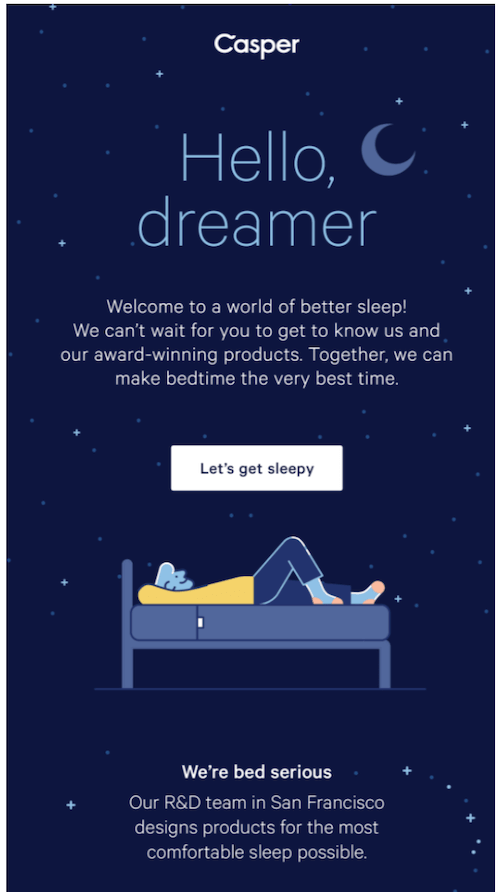 Casper
Hello,
dreamer
Welcome to a world of better sleep!
We can’t wait for you to get to know us and
our award-winning products. Together, we can
make bedtime the very best time.
Let’s get sleepy
We’re bed serious
Our R&D team in San Francisco
designs products for the most
comfortable sleep possible.